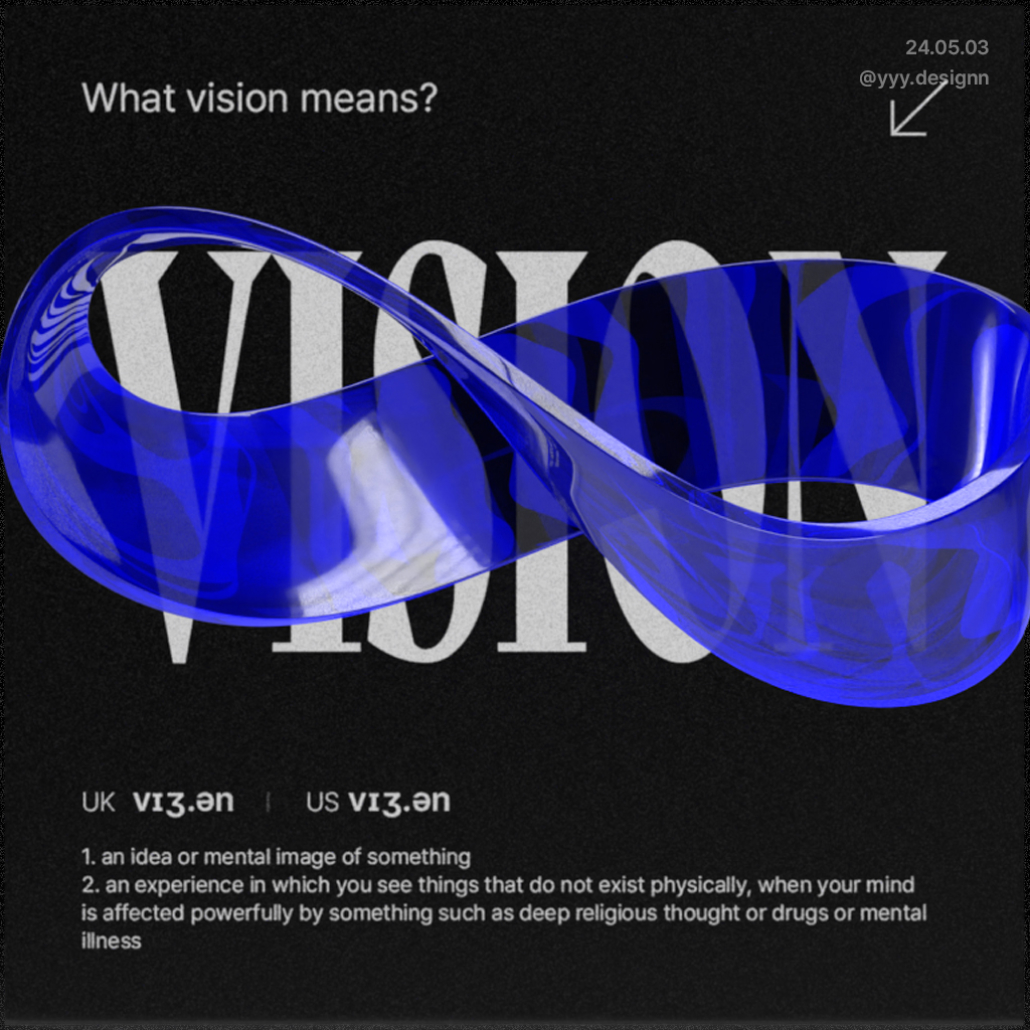 24.05.03
@yyy.designn
What vision means?
VISION
UK vɪʒ.ən | US vɪʒ.ən
1. an idea or mental image of something
2. an experience in which you see things that do not exist physically, when your mind
is affected powerfully by something such as deep religious thought or drugs or mental
illness